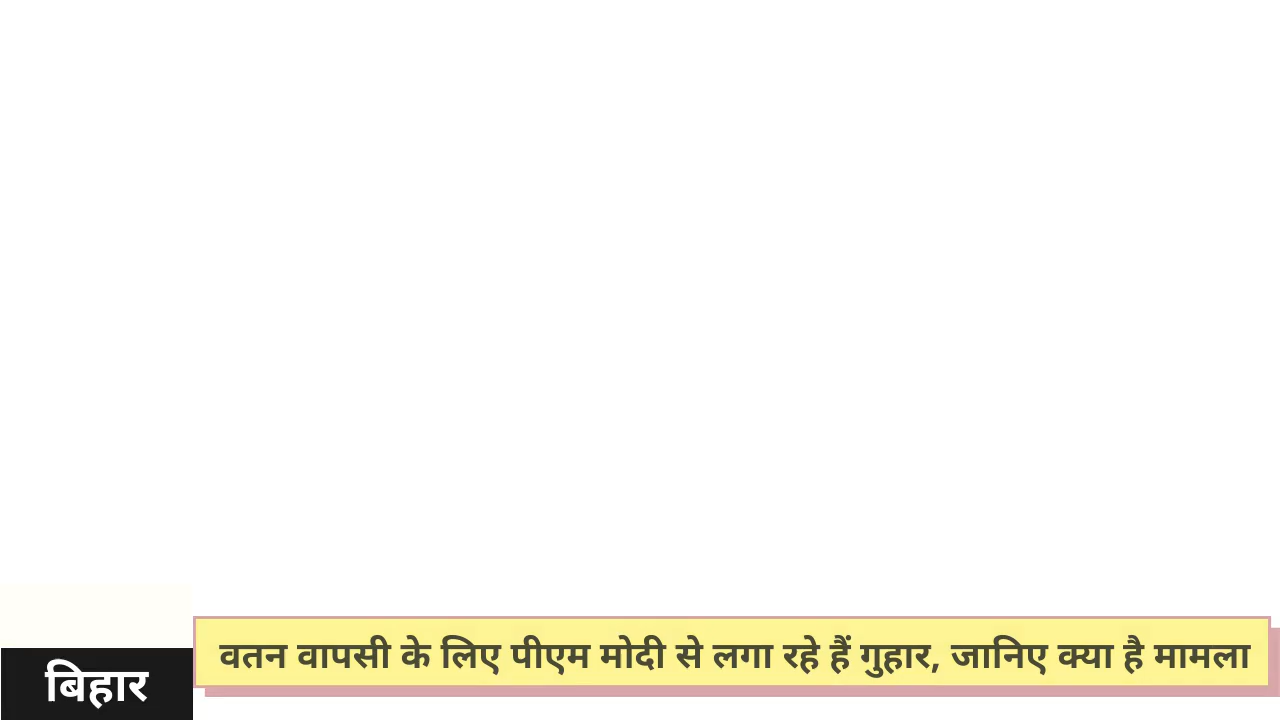 वतन वापसी के लिए पीएम मोदी से लगा रहे हैं गुहार, जानिए क्या है मामला
बिहार